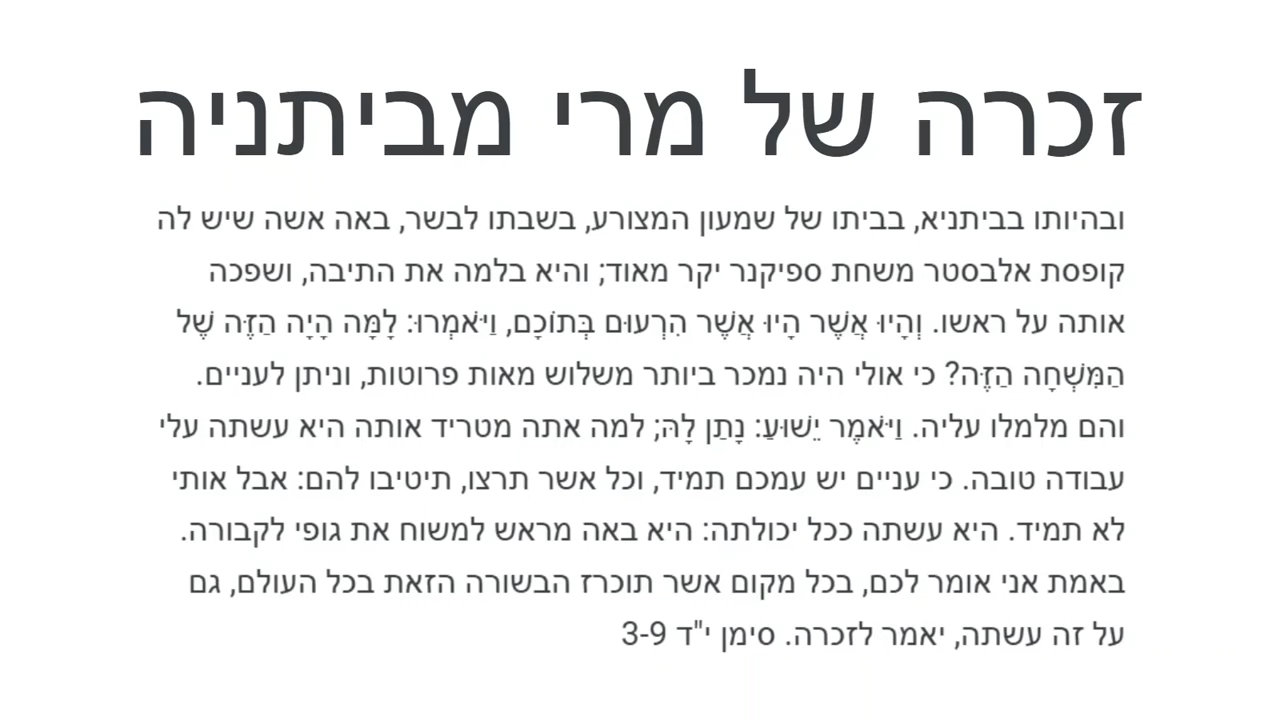 זכרה של מרי מביתניה
ובהיותו בביתניא, בביתו של שמעון המצורע, בשבתו לבשר, באה אשה שיש לה
קופסת אלבסטר משחת ספיקנר יקר מאוד; והיא בלמה את התיבה, ושפכה
אותה על ראשו. וְהָיוּ אֲשֶׁר הָיוּ אֲשֶׁר הִרְעוּם בְּתוֹכָם, וַיֹּאמְרוּ: לָמָּה הָיָה הַזֶּה שֶׁל
הַמִּשְׁחָה הַזֶּה? כי אולי היה נמכר ביותר משלוש מאות פרוטות, וניתן לעניים.
והם מלמלו עליה. וַיֹּאמֶר יֵשׁוּעַ: נָתַן לָהּ; למה אתה מטריד אותה היא עשתה עלי
עבודה טובה. כי עניים יש עמכם תמיד, וכל אשר תרצו, תיטיבו להם: אבל אותי
לא תמיד. היא עשתה ככל יכולתה: היא באה מראש למשוח את גופי לקבורה.
באמת אני אומר לכם, בכל מקום אשר תוכרז הבשורה הזאת בכל העולם, גם
על זה עשתה, יאמר לזכרה. סימן י"ד 3-9